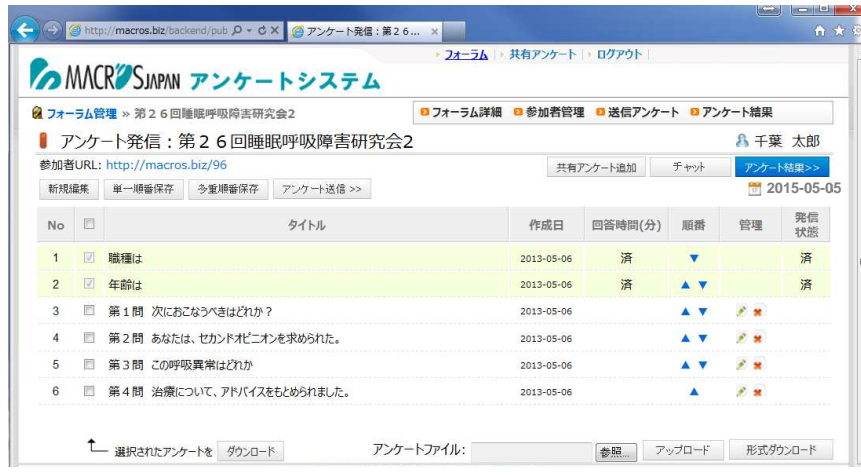 http://macros.biz/backend/pub
アンケート発信：第２６...
フォーラム 共有アンケート ログアウト
MACROS JAPAN アンケートシステム
フォーラム管理 » 第２６回睡眠呼吸障害研究会2
フォーラム詳細 参加者管理 送信アンケート アンケート結果
アンケート発信：第２６回睡眠呼吸障害研究会2
千葉 太郎
参加者URL: http://macros.biz/96
共有アンケート追加 チャット アンケート結果>>
新規編集 単一順番保存 多重順番保存 アンケート送信 >>
2015-05-05
No タイトル 作成日 回答時間(分) 順番 管理 発信状態
1 職種は 2013-05-06 済 ▼ 済
2 年齢は 2013-05-06 済 ▲ ▼ 済
3 第１問 次におこなうべきはどれか？ 2013-05-06 ▲ ▼
4 第２問 あなたは、セカンドオピニオンを求められた。 2013-05-06 ▲ ▼
5 第３問 この呼吸異常はどれか 2013-05-06 ▲ ▼
6 第４問 治療について、アドバイスをもとめられました。 2013-05-06 ▲
選択されたアンケートを ダウンロード
アンケートファイル: 参照... アップロード 形式ダウンロード